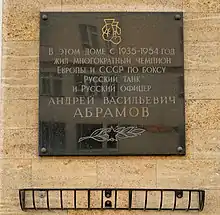 В ЭТОМ ДОМЕ С 1935-1954 ГОД
ЖИЛ МНОГОКРАТНЫЙ ЧЕМПИОН
ЕВРОПЫ И СССР ПО БОКСУ
РУССКИЙ ТАНК
И РУССКИЙ ОФИЦЕР
АНДРЕЙ ВАСИЛЬЕВИЧ
АБРАМОВ